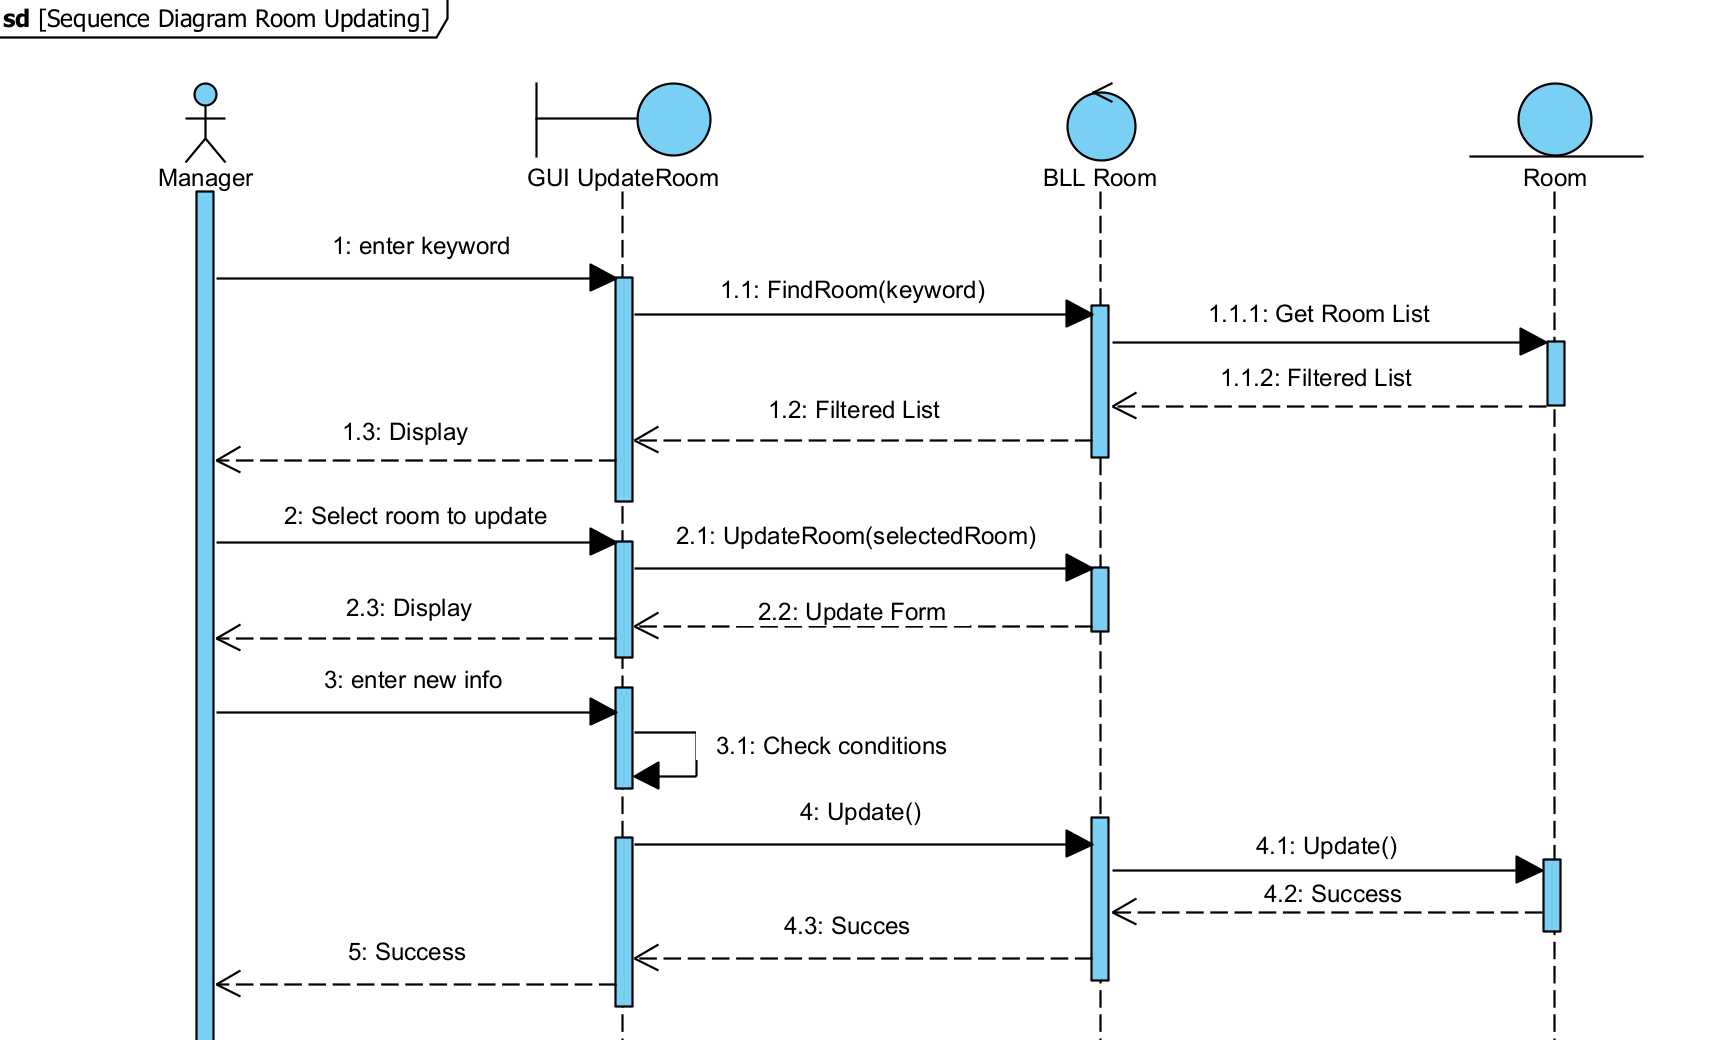 sd [Sequence Diagram Room Updating]
Manager
GUI UpdateRoom
BLL Room
Room
1: enter keyword
1.1: FindRoom(keyword)
1.1.1: Get Room List
1.1.2: Filtered List
1.2: Filtered List
1.3: Display
2: Select room to update
2.1: UpdateRoom(selectedRoom)
2.2: Update Form
2.3: Display
3: enter new info
3.1: Check conditions
4: Update()
4.1: Update()
4.2: Success
4.3: Succes
5: Success